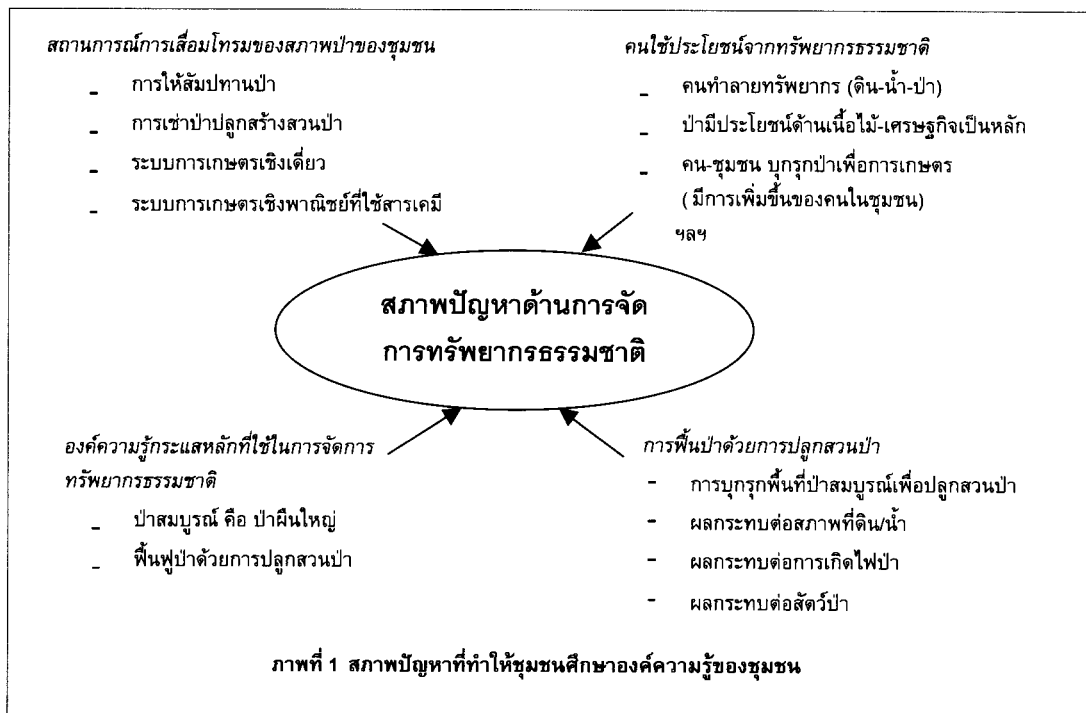 สถานการณ์การเสื่อมโทรมของสภาพป่าของชุมชน
- การให้สัมปทานป่า
- การเช่าป่าปลูกสร้างสวนป่า
- ระบบการเกษตรเชิงเดี่ยว
- ระบบการเกษตรเชิงพาณิชย์ที่ใช้สารเคมี
คนใช้ประโยชน์จากทรัพยากรธรรมชาติ
- คนทำลายทรัพยากร (ดิน-น้ำ-ป่า)
- ป่ามีประโยชน์ด้านเนื้อไม้-เศรษฐกิจเป็นหลัก
- คน-ชุมชน บุกรุกป่าเพื่อการเกษตร
( มีการเพิ่มขึ้นของคนในชุมชน)
ฯลฯ
สภาพปัญหาด้านการจัด
การทรัพยากรธรรมชาติ
องค์ความรู้กระแสหลักที่ใช้ในการจัดการ
ทรัพยากรธรรมชาติ
- ป่าสมบูรณ์ คือ ป่าผืนใหญ่
- ฟื้นฟูป่าด้วยการปลูกสวนป่า
การฟื้นป่าด้วยการปลูกสวนป่า
- การบุกรุกพื้นที่ป่าสมบูรณ์เพื่อปลูกสวนป่า
- ผลกระทบต่อสภาพที่ดิน/น้ำ
- ผลกระทบต่อการเกิดไฟป่า
- ผลกระทบต่อสัตว์ป่า
ภาพที่ 1 สภาพปัญหาที่ทำให้ชุมชนศึกษาองค์ความรู้ของชุมชน